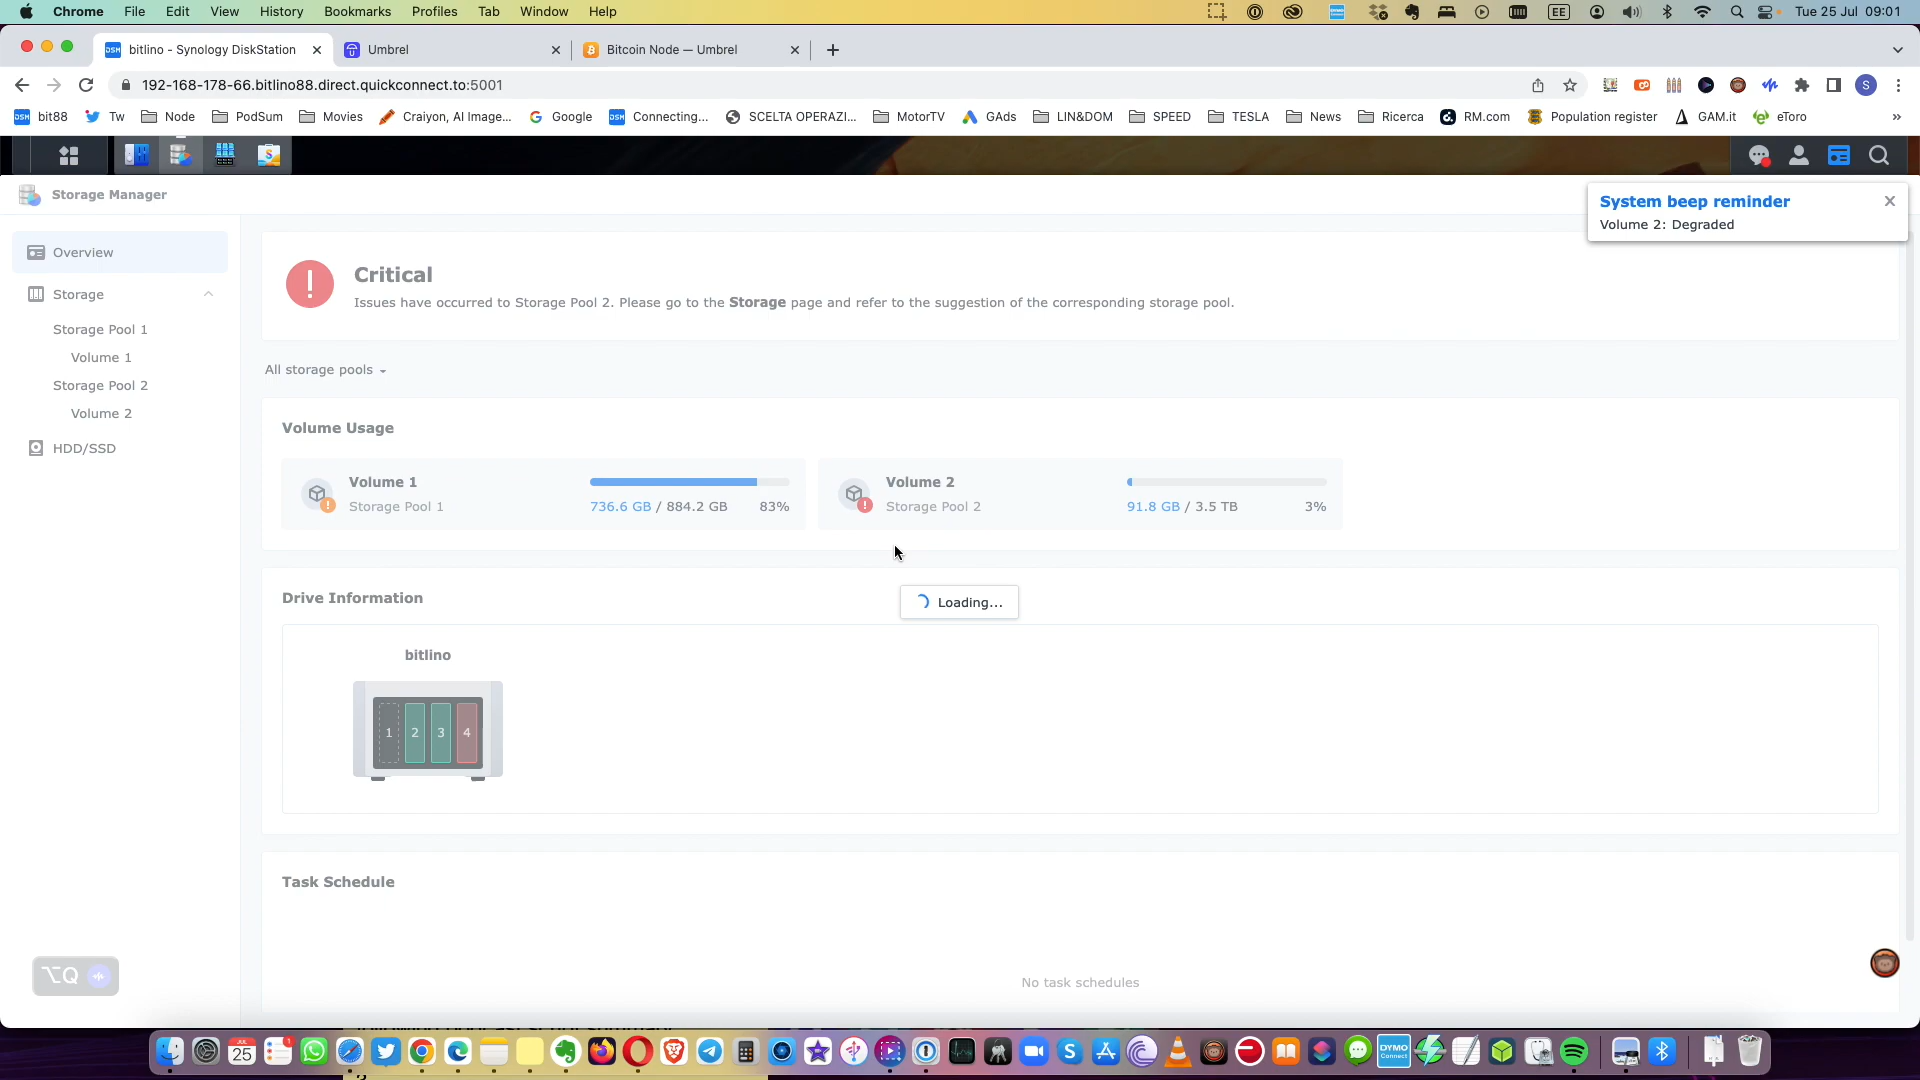 Chrome File Edit View History Bookmarks Profiles Tab Window Help EE Tue 25 Jul 09:01
bitlino - Synology DiskStation Umbrel Bitcoin Node — Umbrel
192-168-178-66.bitlino88.direct.quickconnect.to:5001 S
bit88 Tw Node PodSum Movies Craiyon, AI Image... Google Connecting... SCELTA OPERAZI... MotorTV GAds LIN&DOM SPEED TESLA News Ricerca RM.com Population register GAM.it eToro »
Storage Manager
System beep reminder
Volume 2: Degraded
Overview
Storage
Storage Pool 1
Volume 1
Storage Pool 2
Volume 2
HDD/SSD
Critical
Issues have occurred to Storage Pool 2. Please go to the Storage page and refer to the suggestion of the corresponding storage pool.
All storage pools
Volume Usage
Volume 1
Storage Pool 1
736.6 GB / 884.2 GB 83%
Volume 2
Storage Pool 2
91.8 GB / 3.5 TB 3%
Drive Information
Loading...
bitlino
1 2 3 4
Task Schedule
No task schedules
⌥Q
JUL
25
1
DYMO
Connect